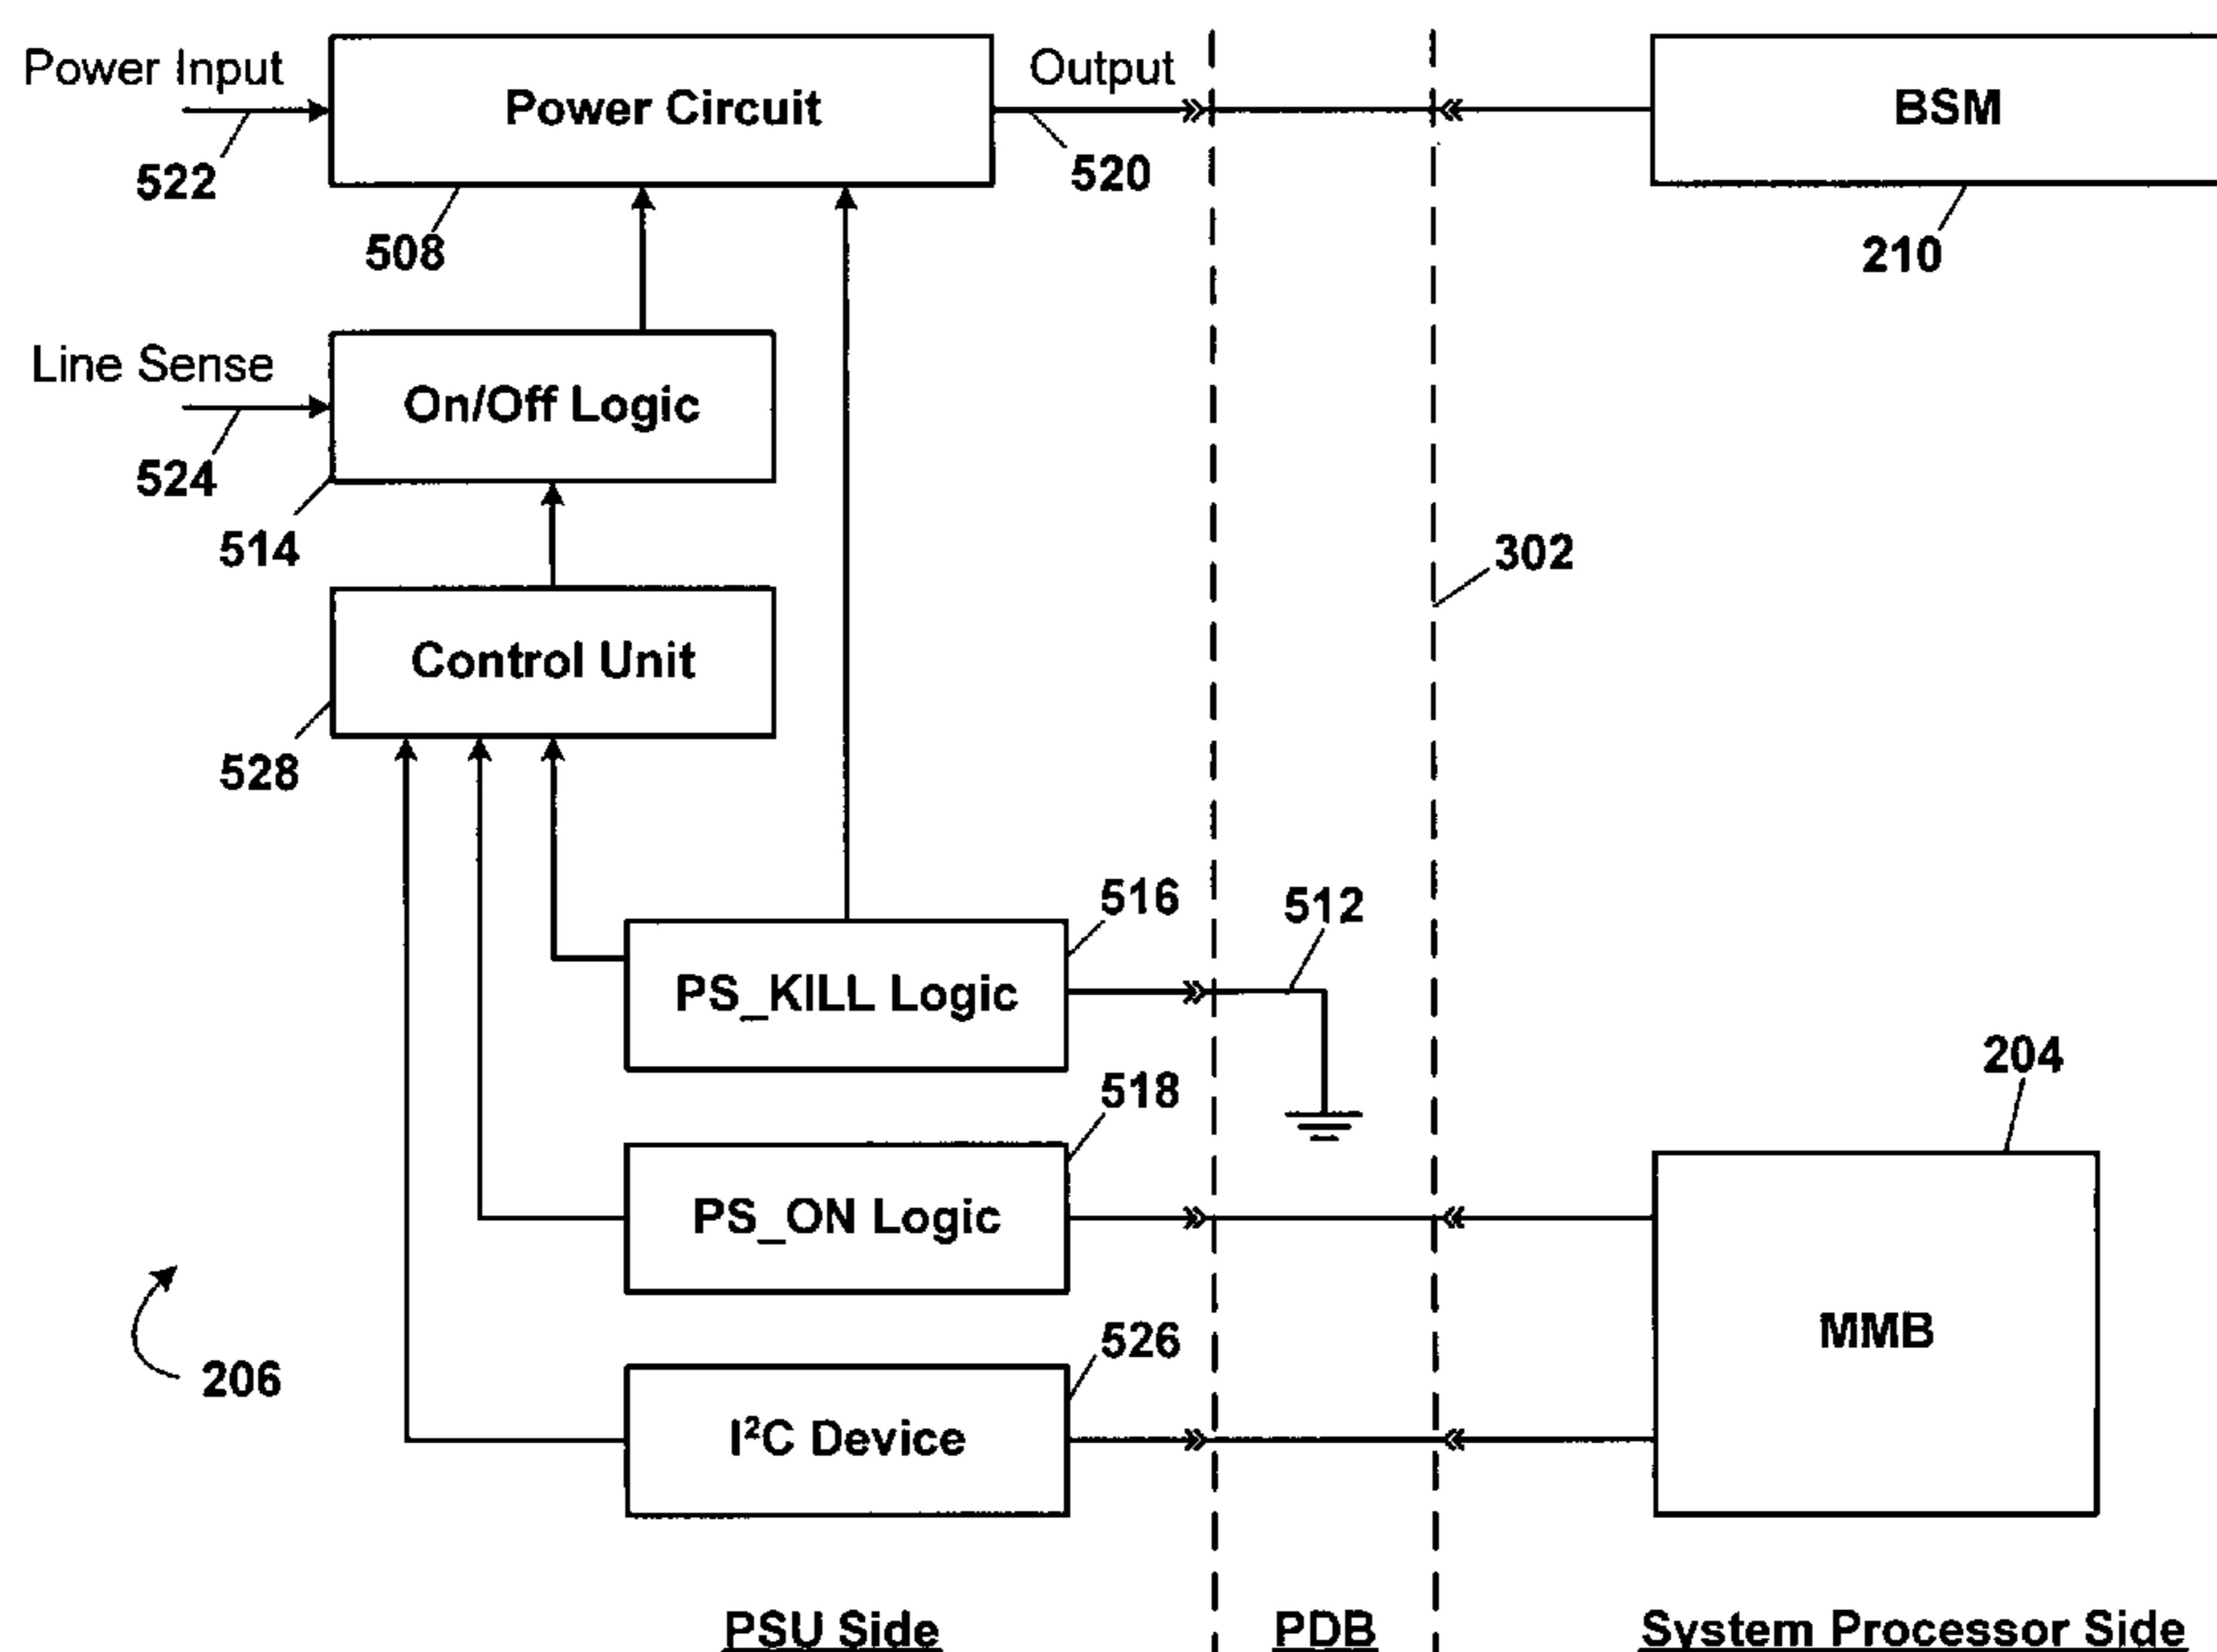 Power Input
Power Circuit
Output
BSM
522
520
508
210
Line Sense
On/Off Logic
524
514
302
Control Unit
528
516
512
PS_KILL Logic
204
518
PS_ON Logic
MMB
526
206
I²C Device
PSU Side
PDB
System Processor Side